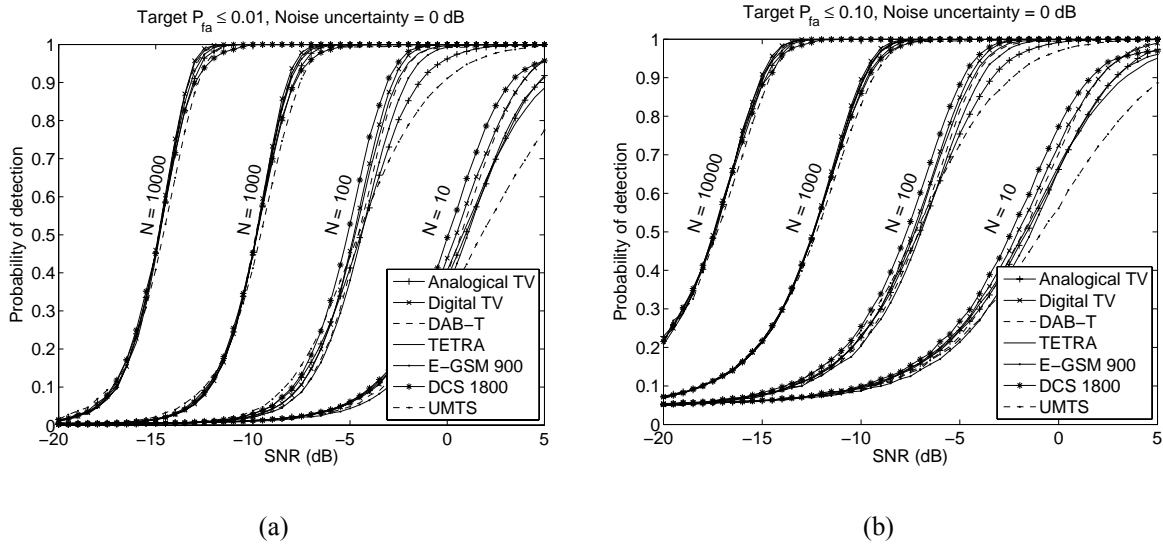 Target P_fa ≤ 0.01, Noise uncertainty = 0 dB
1
0.9
0.8
0.7
0.6
0.5
0.4
0.3
0.2
0.1
0
Probability of detection
N = 10000
N = 1000
N = 100
N = 10
Analogical TV
Digital TV
DAB−T
TETRA
E−GSM 900
DCS 1800
UMTS
−20
−15
−10
−5
0
5
SNR (dB)
(a)
Target P_fa ≤ 0.10, Noise uncertainty = 0 dB
1
0.9
0.8
0.7
0.6
0.5
0.4
0.3
0.2
0.1
0
Probability of detection
N = 10000
N = 1000
N = 100
N = 10
Analogical TV
Digital TV
DAB−T
TETRA
E−GSM 900
DCS 1800
UMTS
−20
−15
−10
−5
0
5
SNR (dB)
(b)